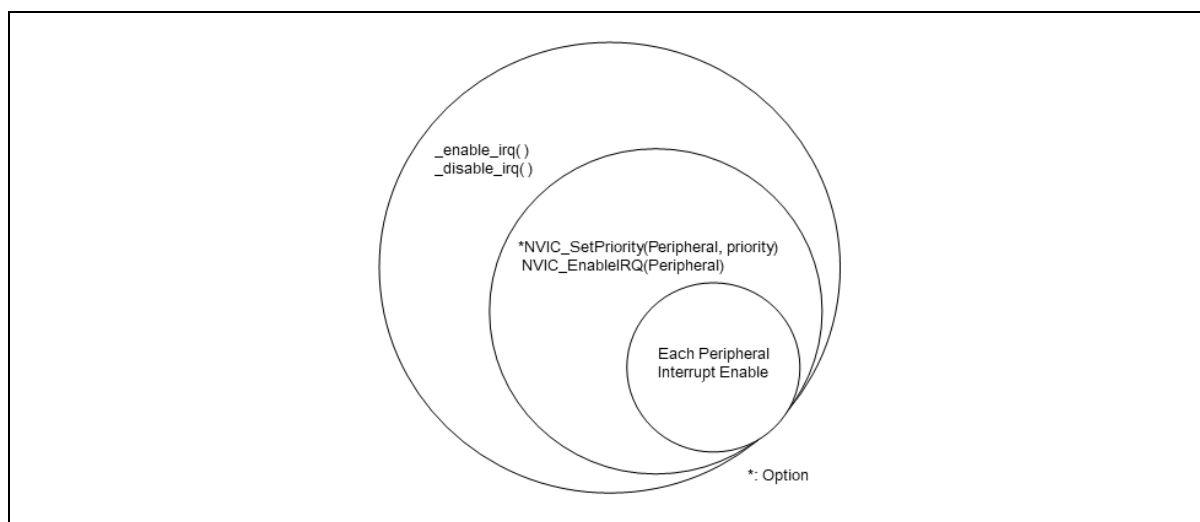 _enable_irq( )
_disable_irq( )
*NVIC_SetPriority(Peripheral, priority)
NVIC_EnableIRQ(Peripheral)
Each Peripheral
Interrupt Enable
*: Option